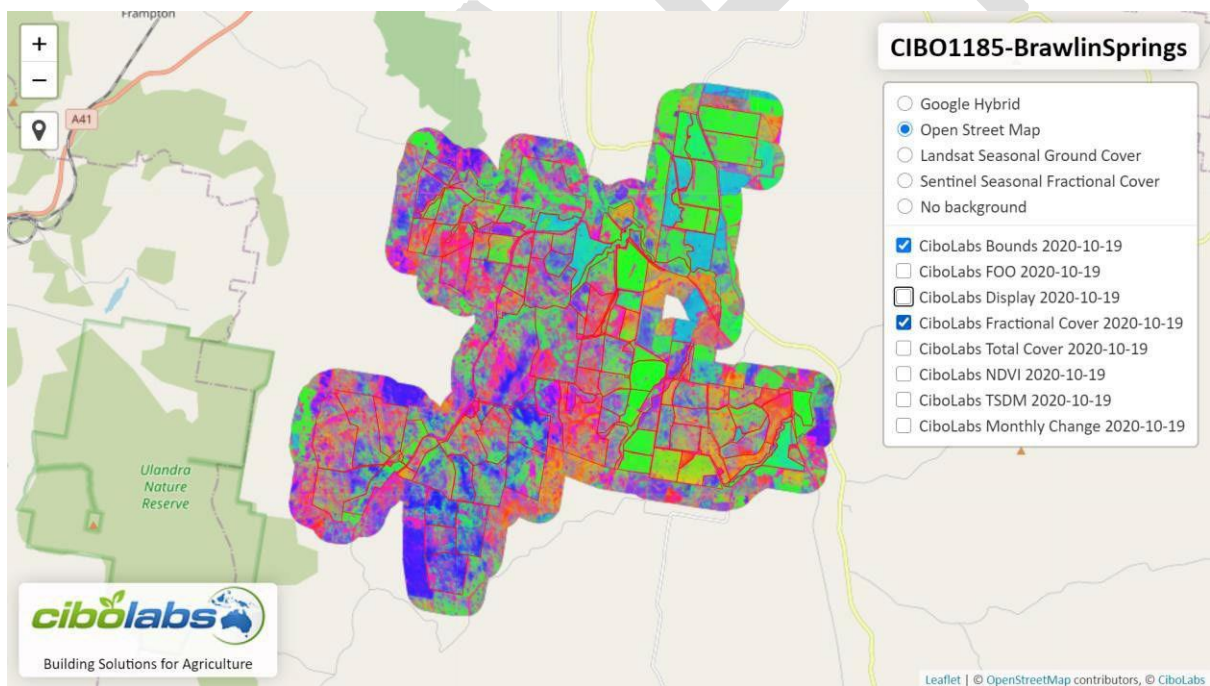 Frampton
+
−
A41
Ulandra
Nature
Reserve
CIBO1185-BrawlinSprings
Google Hybrid
Open Street Map
Landsat Seasonal Ground Cover
Sentinel Seasonal Fractional Cover
No background
CiboLabs Bounds 2020-10-19
CiboLabs FOO 2020-10-19
CiboLabs Display 2020-10-19
CiboLabs Fractional Cover 2020-10-19
CiboLabs Total Cover 2020-10-19
CiboLabs NDVI 2020-10-19
CiboLabs TSDM 2020-10-19
CiboLabs Monthly Change 2020-10-19
cibolabs
Building Solutions for Agriculture
Leaflet | © OpenStreetMap contributors, © CiboLabs